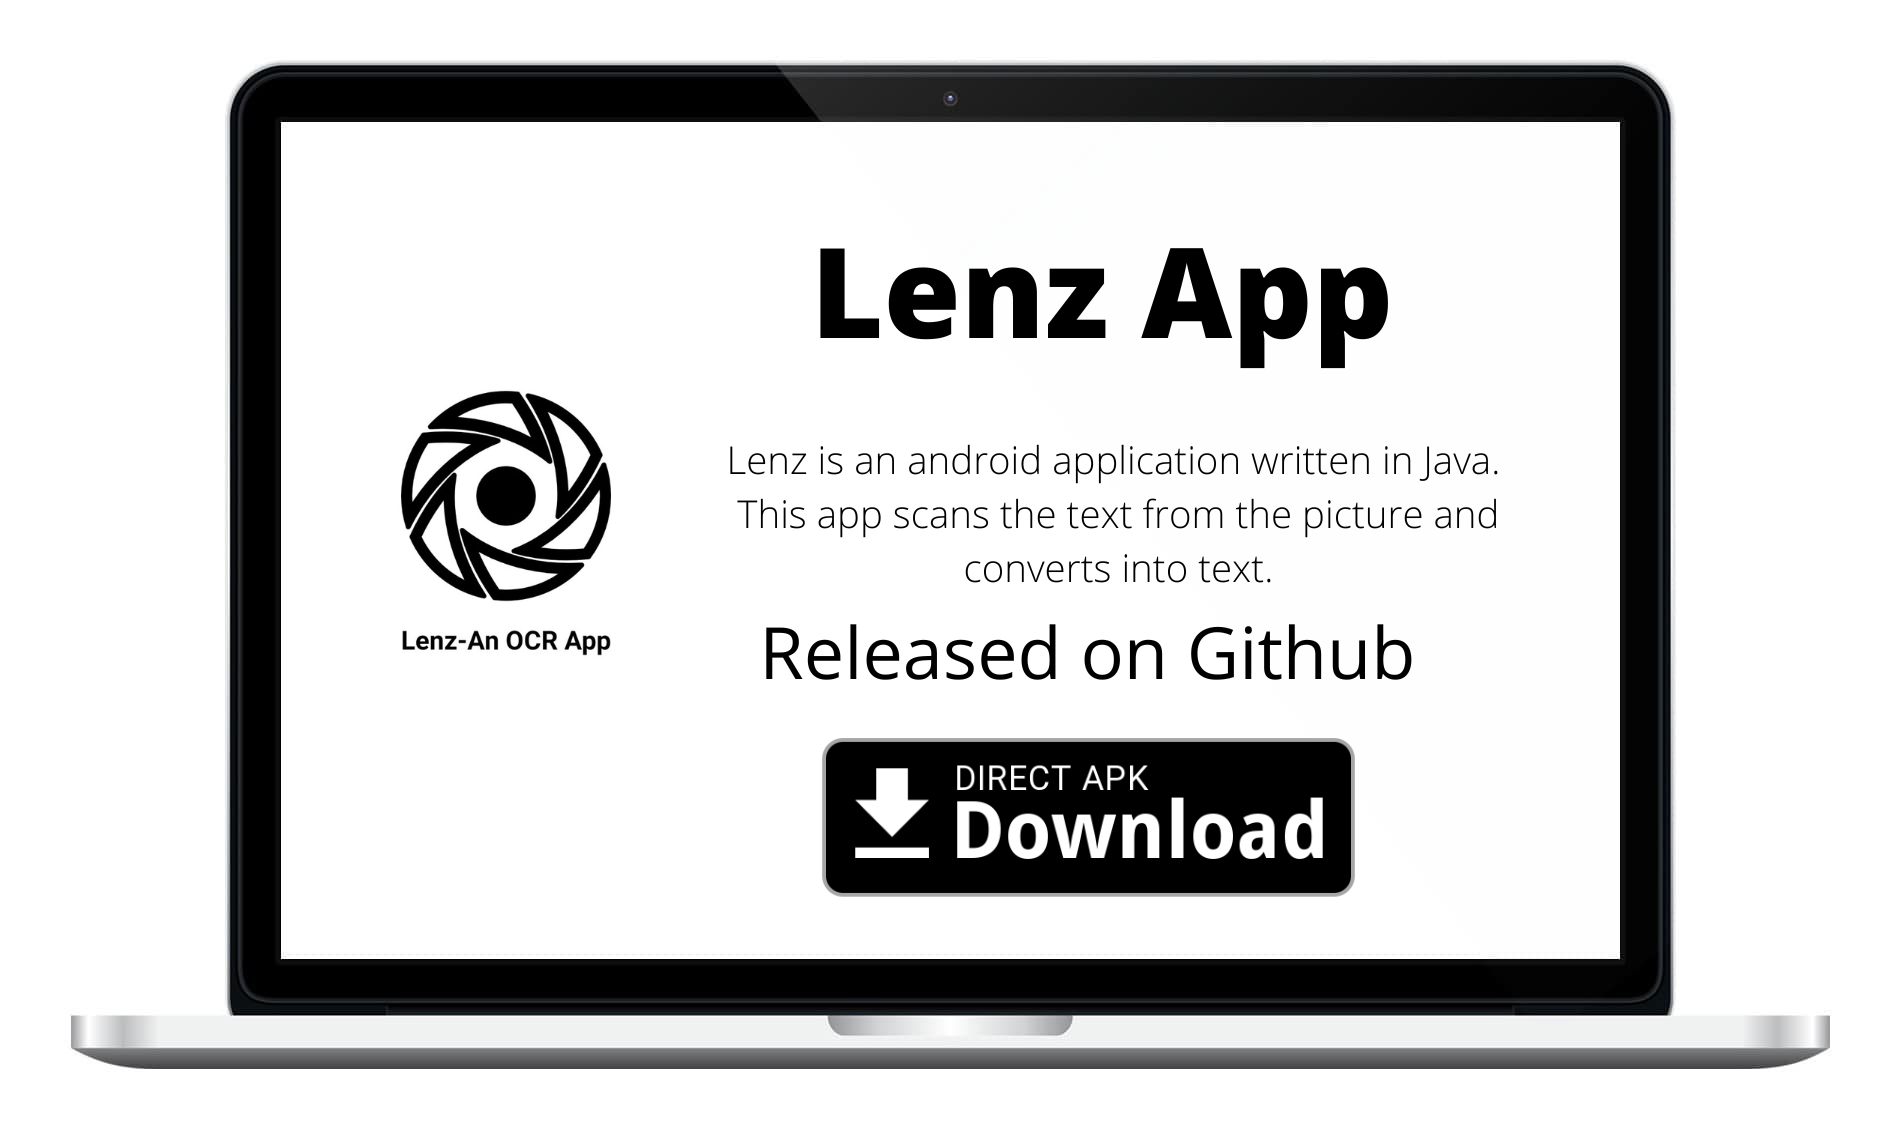 Lenz App
Lenz is an android application written in Java.
This app scans the text from the picture and
converts into text.
Lenz-An OCR App
Released on Github
DIRECT APK
Download